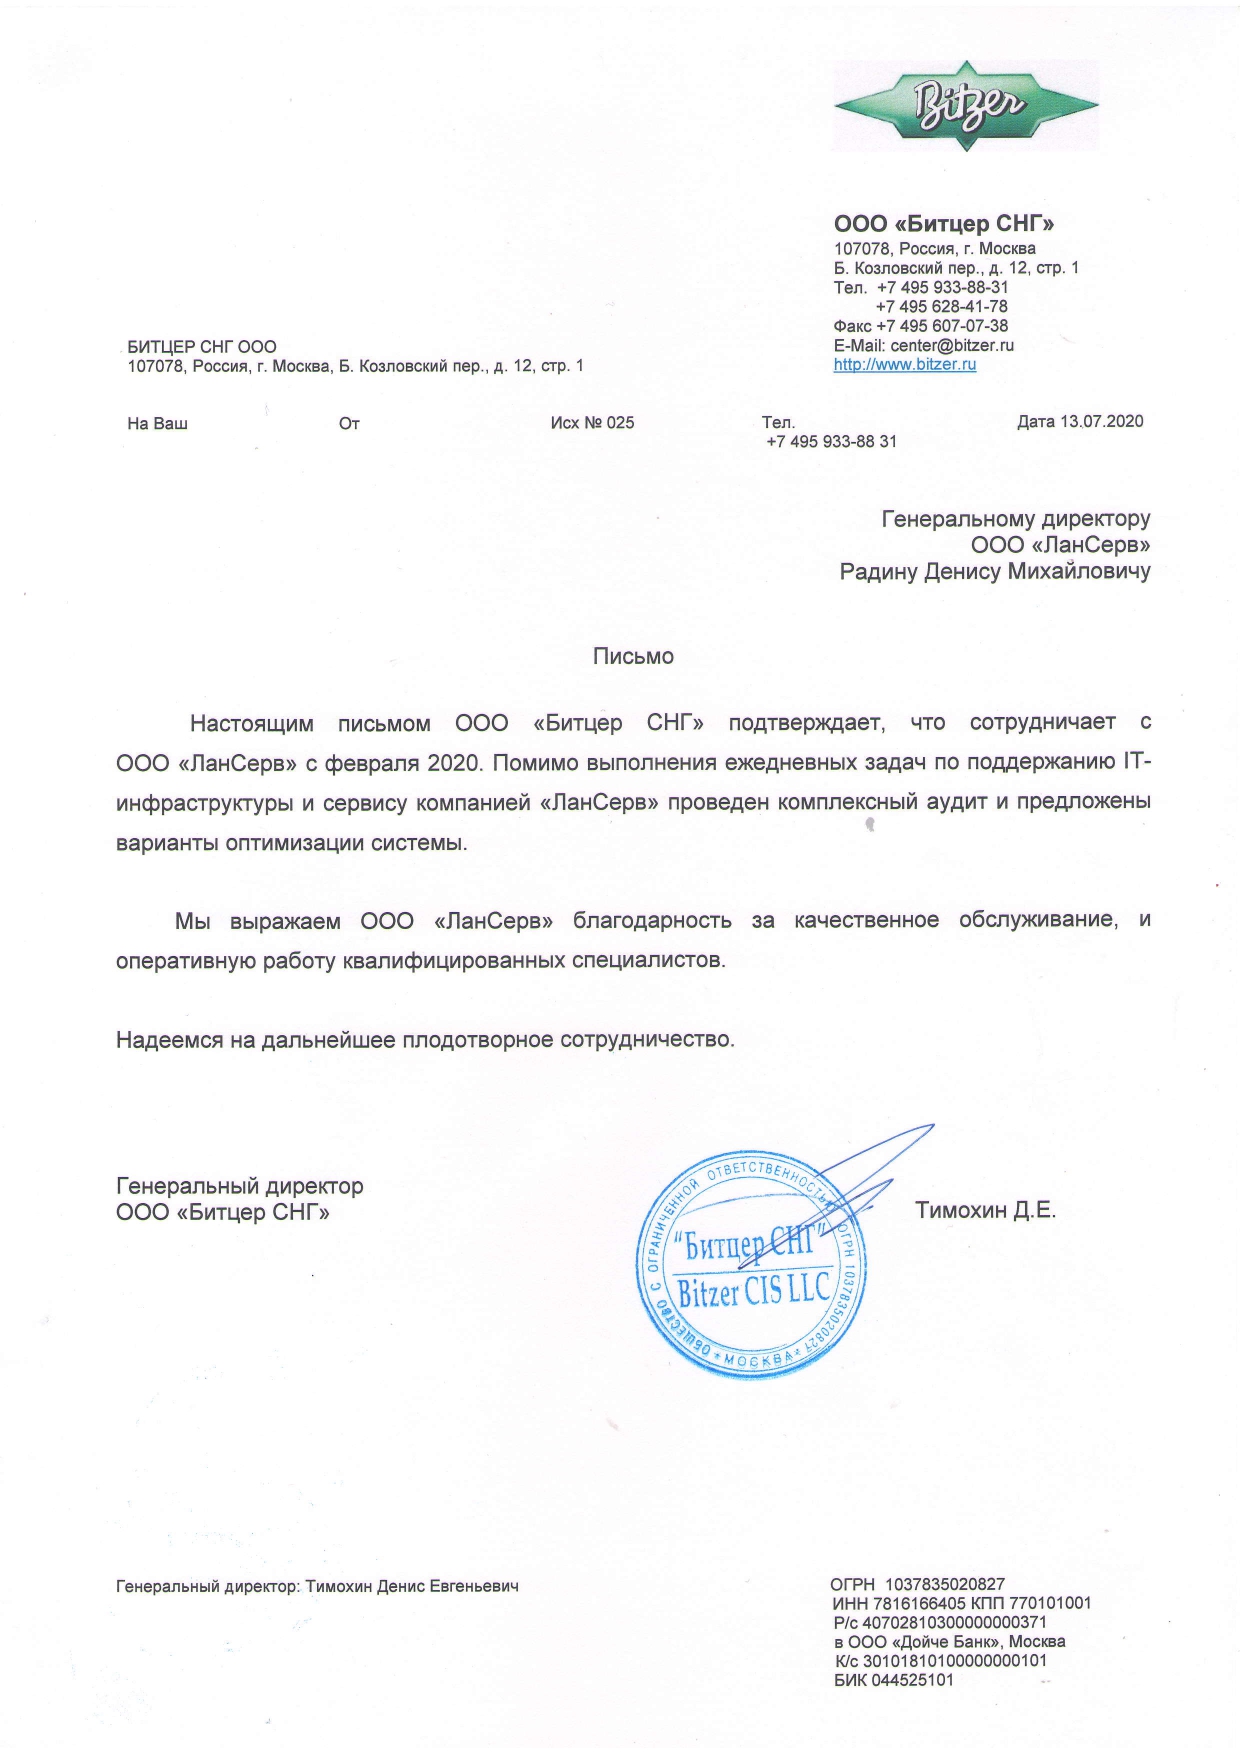 Bitzer
ООО «Битцер СНГ»
107078, Россия, г. Москва
Б. Козловский пер., д. 12, стр. 1
Тел. +7 495 933-88-31
+7 495 628-41-78
Факс +7 495 607-07-38
E-Mail: center@bitzer.ru
http://www.bitzer.ru
БИТЦЕР СНГ ООО
107078, Россия, г. Москва, Б. Козловский пер., д. 12, стр. 1
На Ваш От Исх № 025 Тел. Дата 13.07.2020
+7 495 933-88 31
Генеральному директору
ООО «ЛанСерв»
Радину Денису Михайловичу
Письмо
Настоящим письмом ООО «Битцер СНГ» подтверждает, что сотрудничает с
ООО «ЛанСерв» с февраля 2020. Помимо выполнения ежедневных задач по поддержанию IT-
инфраструктуры и сервису компанией «ЛанСерв» проведен комплексный аудит и предложены
варианты оптимизации системы.
Мы выражаем ООО «ЛанСерв» благодарность за качественное обслуживание, и
оперативную работу квалифицированных специалистов.
Надеемся на дальнейшее плодотворное сотрудничество.
Генеральный директор
ООО «Битцер СНГ»
Тимохин Д.Е.
ОБЩЕСТВО С ОГРАНИЧЕННОЙ ОТВЕТСТВЕННОСТЬЮ ОГРН 1037835020827 * МОСКВА *
"Битцер СНГ"
Bitzer CIS LLC
Генеральный директор: Тимохин Денис Евгеньевич
ОГРН 1037835020827
ИНН 7816166405 КПП 770101001
Р/с 40702810300000000371
в ООО «Дойче Банк», Москва
К/с 30101810100000000101
БИК 044525101